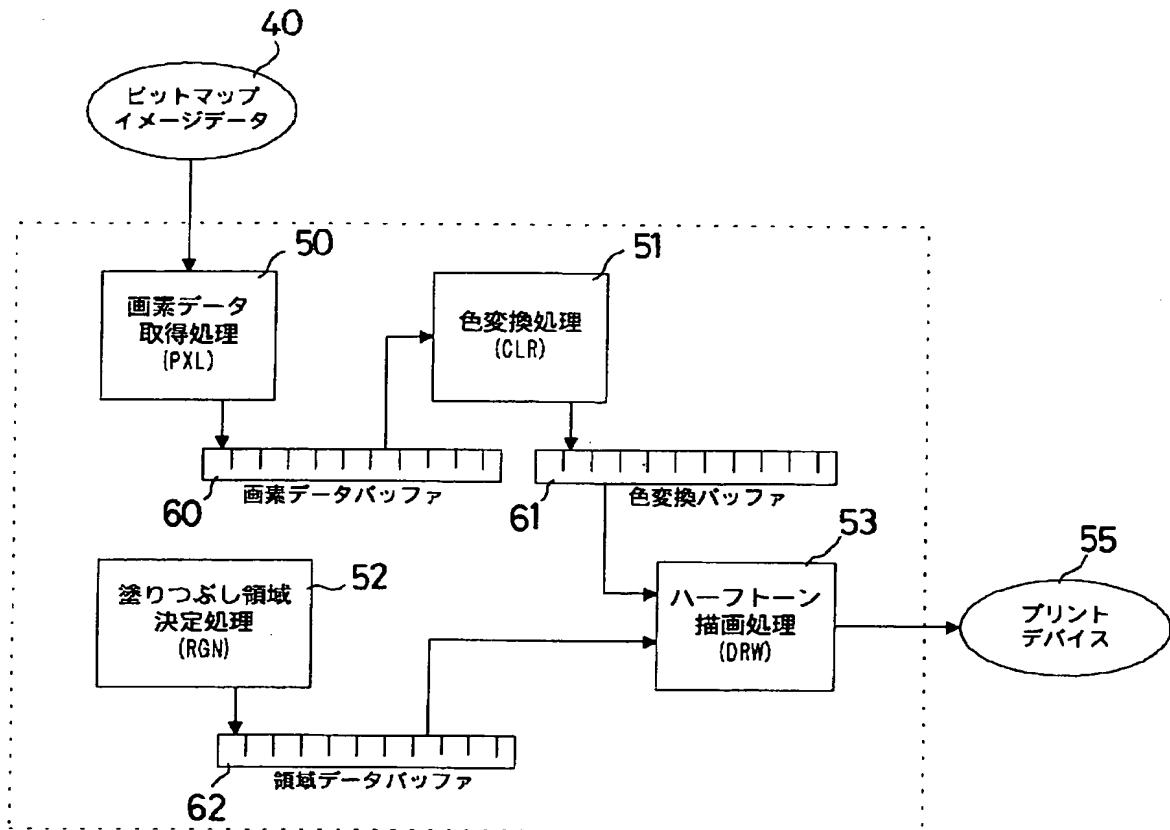 40
ビットマップ
イメージデータ
50
画素データ
取得処理
(PXL)
51
色変換処理
(CLR)
60
画素データバッファ
61
色変換バッファ
52
塗りつぶし領域
決定処理
(RGN)
53
ハーフトーン
描画処理
(DRW)
55
プリント
デバイス
62
領域データバッファ